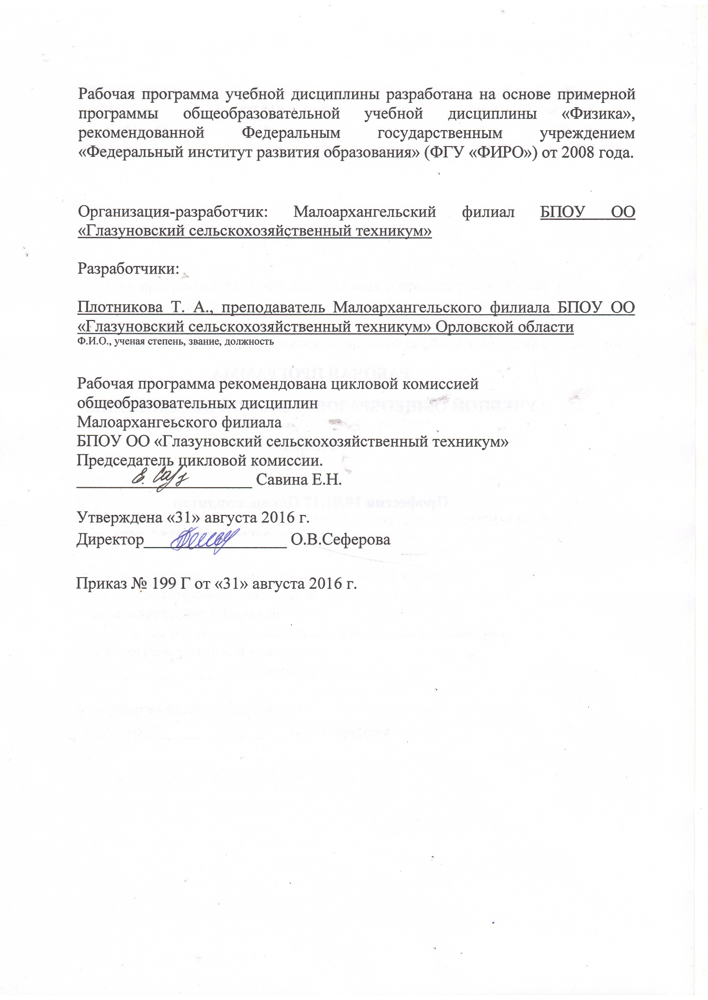 Рабочая программа учебной дисциплины разработана на основе примерной
программы общеобразовательной учебной дисциплины «Физика»,
рекомендованной Федеральным государственным учреждением
«Федеральный институт развития образования» (ФГУ «ФИРО») от 2008 года.
Организация-разработчик: Малоархангельский филиал БПОУ ОО
«Глазуновский сельскохозяйственный техникум»
Разработчики:
Плотникова Т. А., преподаватель Малоархангельского филиала БПОУ ОО
«Глазуновский сельскохозяйственный техникум» Орловской области
Ф.И.О., ученая степень, звание, должность
Рабочая программа рекомендована цикловой комиссией
общеобразовательных дисциплин
Малоархангеьского филиала
БПОУ ОО «Глазуновский сельскохозяйственный техникум»
Председатель цикловой комиссии.
Савина Е.Н.
Утверждена «31» августа 2016 г.
Директор О.В.Сеферова
Приказ № 199 Г от «31» августа 2016 г.